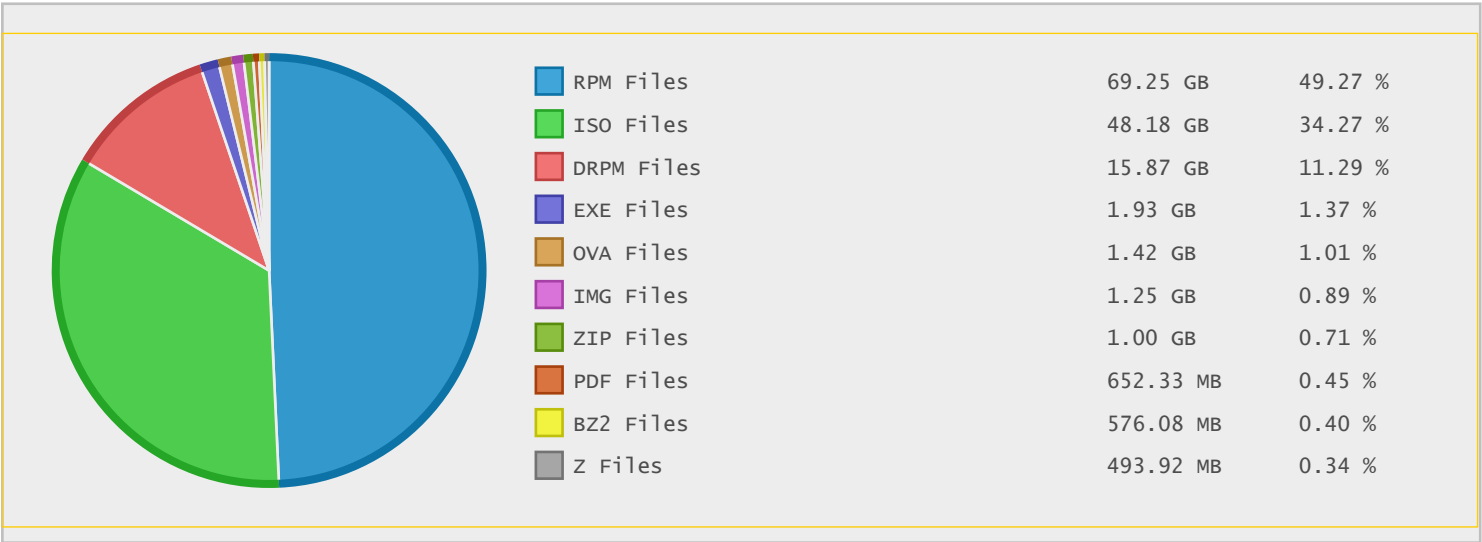 RPM Files 69.25 GB 49.27 %
ISO Files 48.18 GB 34.27 %
DRPM Files 15.87 GB 11.29 %
EXE Files 1.93 GB 1.37 %
OVA Files 1.42 GB 1.01 %
IMG Files 1.25 GB 0.89 %
ZIP Files 1.00 GB 0.71 %
PDF Files 652.33 MB 0.45 %
BZ2 Files 576.08 MB 0.40 %
Z Files 493.92 MB 0.34 %